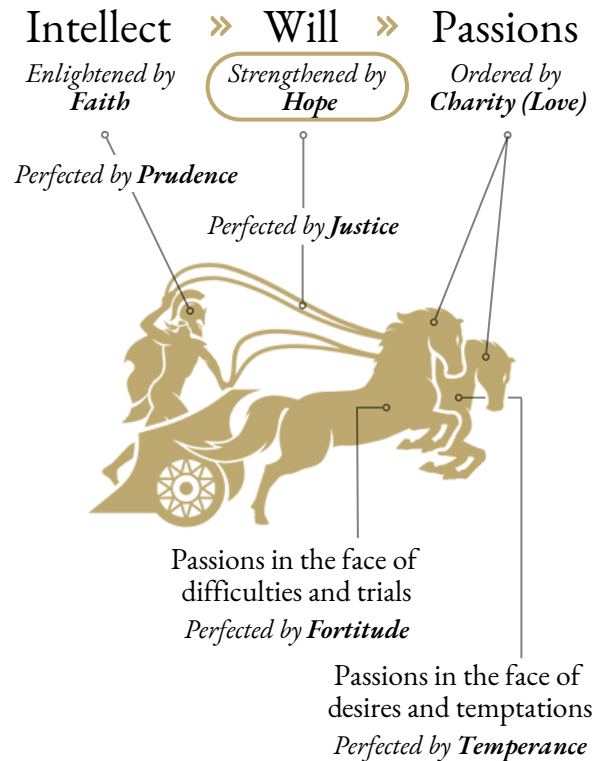 Intellect » Will » Passions
Enlightened by
Faith
Strengthened by
Hope
Ordered by
Charity (Love)
Perfected by Prudence
Perfected by Justice
Passions in the face of
difficulties and trials
Perfected by Fortitude
Passions in the face of
desires and temptations
Perfected by Temperance